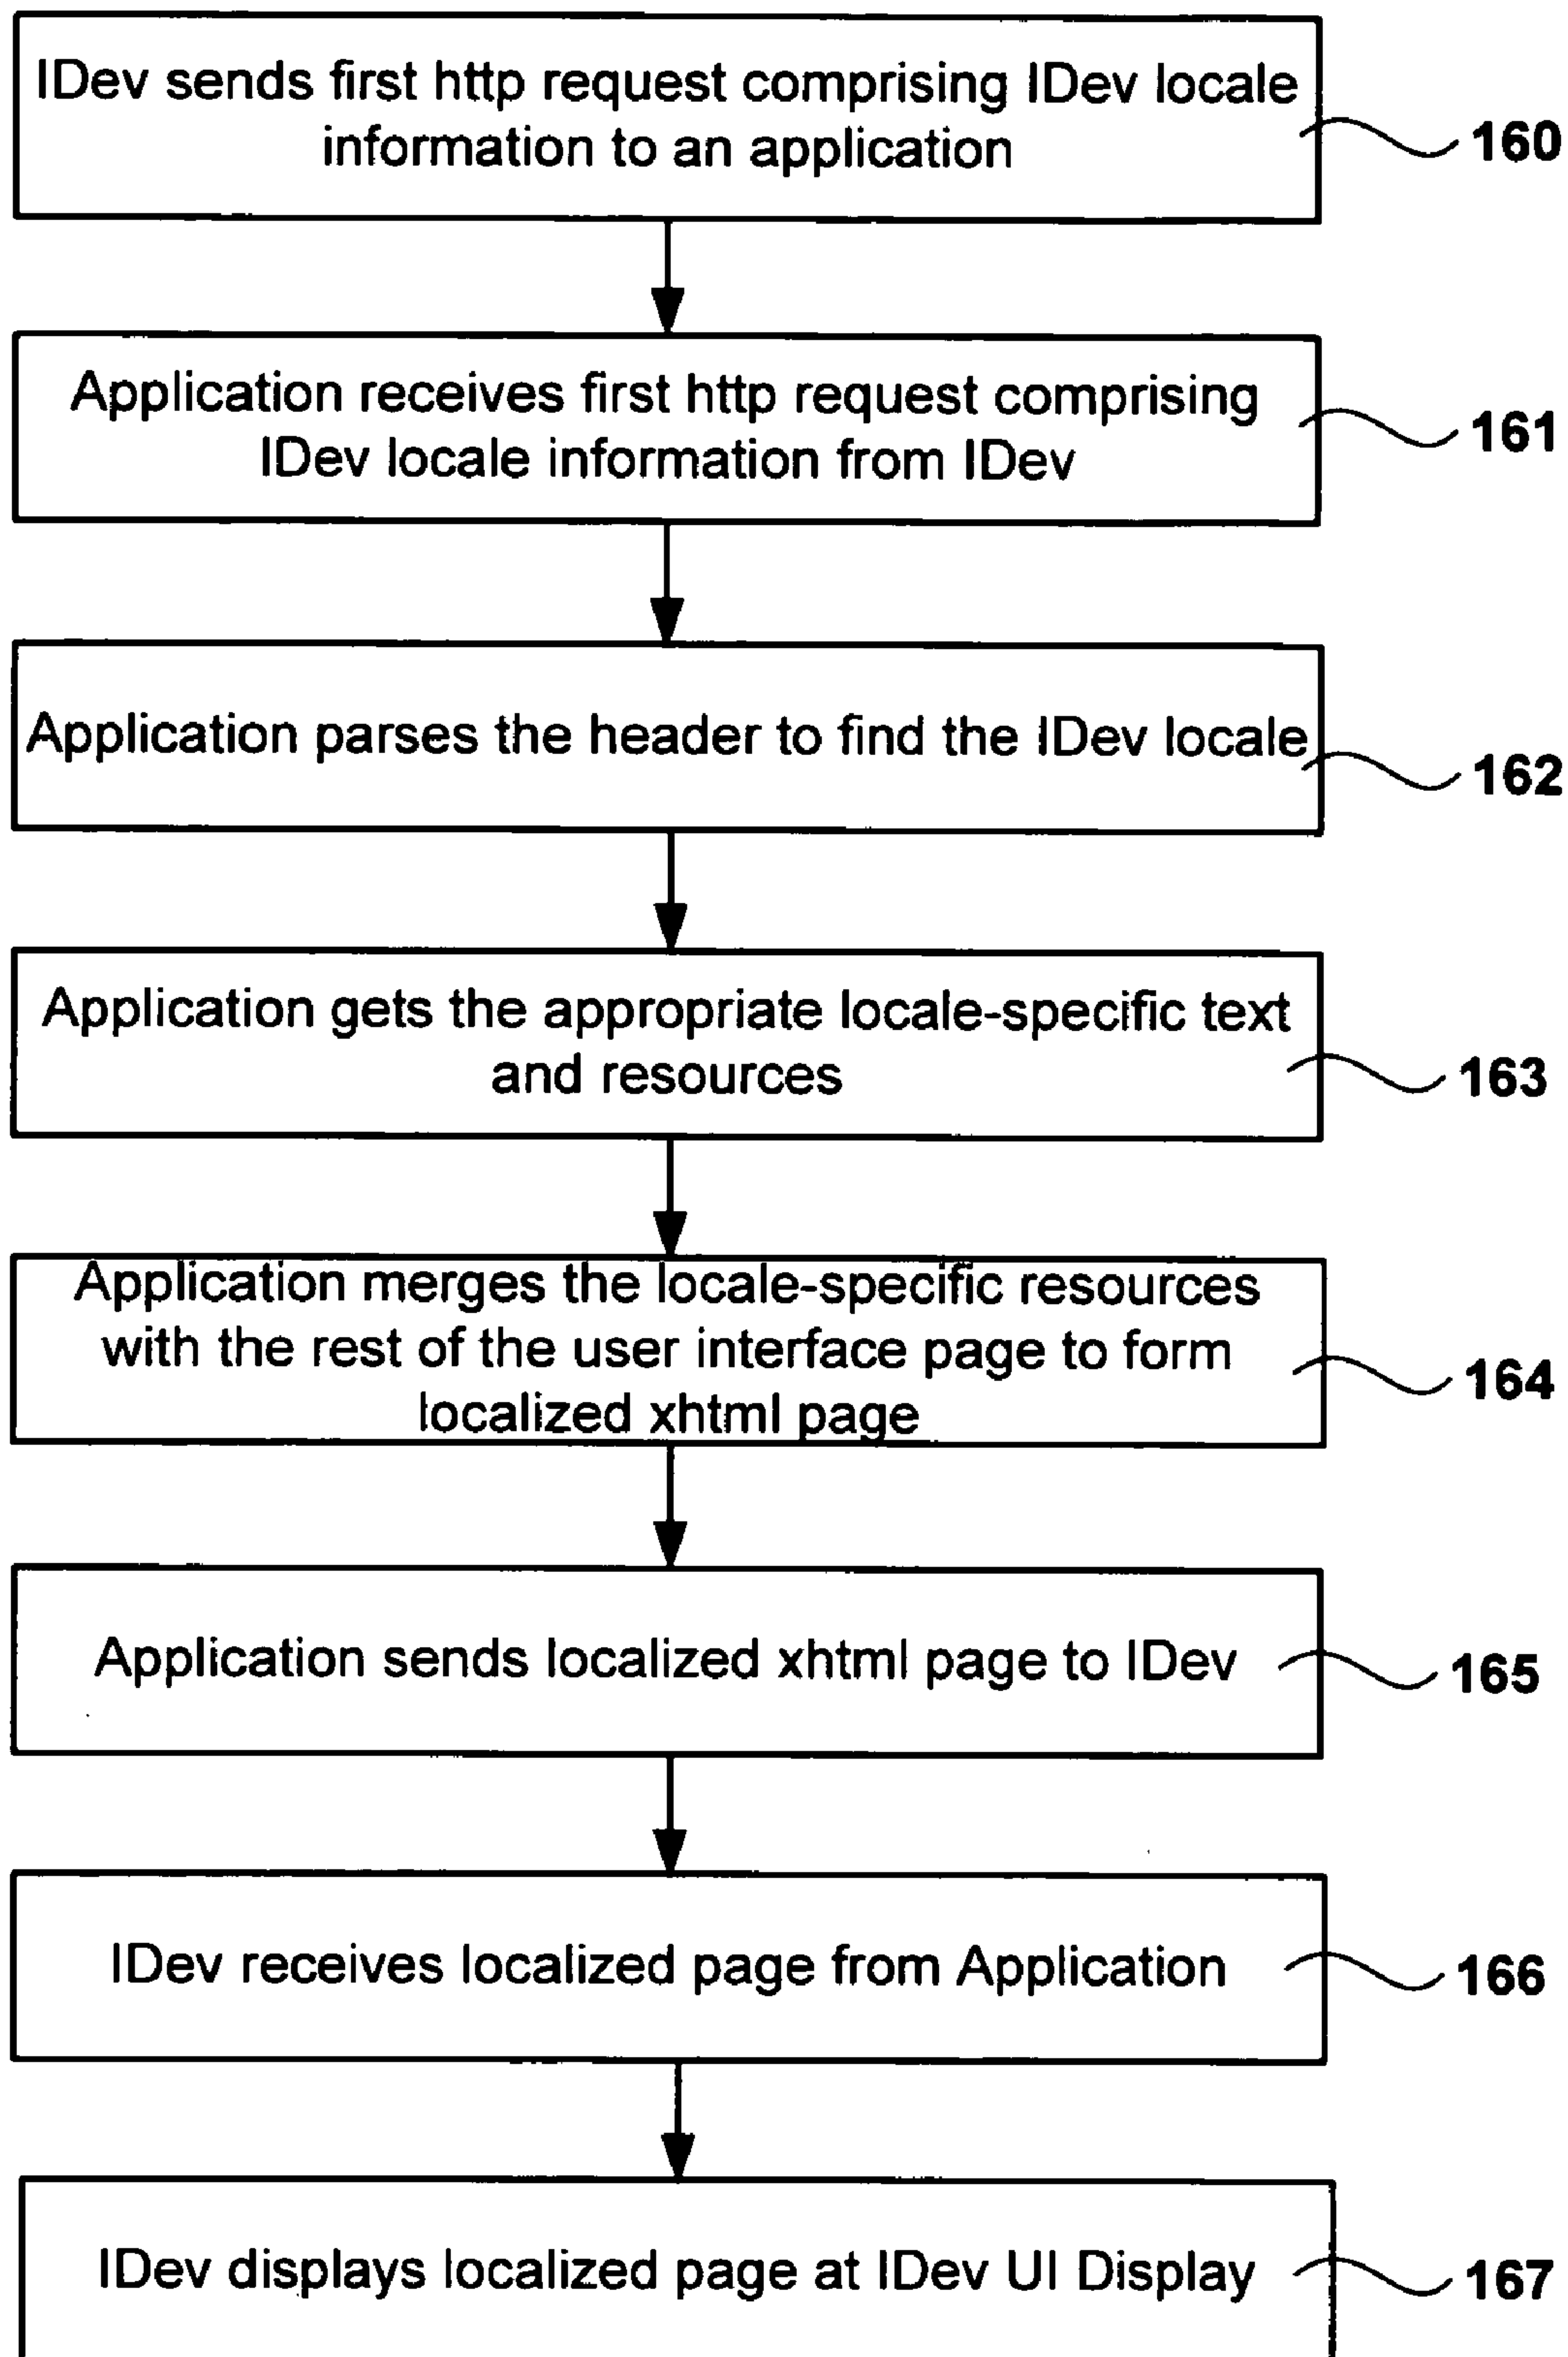 IDev sends first http request comprising IDev locale
information to an application
160
Application receives first http request comprising
IDev locale information from IDev
161
Application parses the header to find the IDev locale
162
Application gets the appropriate locale-specific text
and resources
163
Application merges the locale-specific resources
with the rest of the user interface page to form
localized xhtml page
164
Application sends localized xhtml page to IDev
165
IDev receives localized page from Application
166
IDev displays localized page at IDev UI Display
167